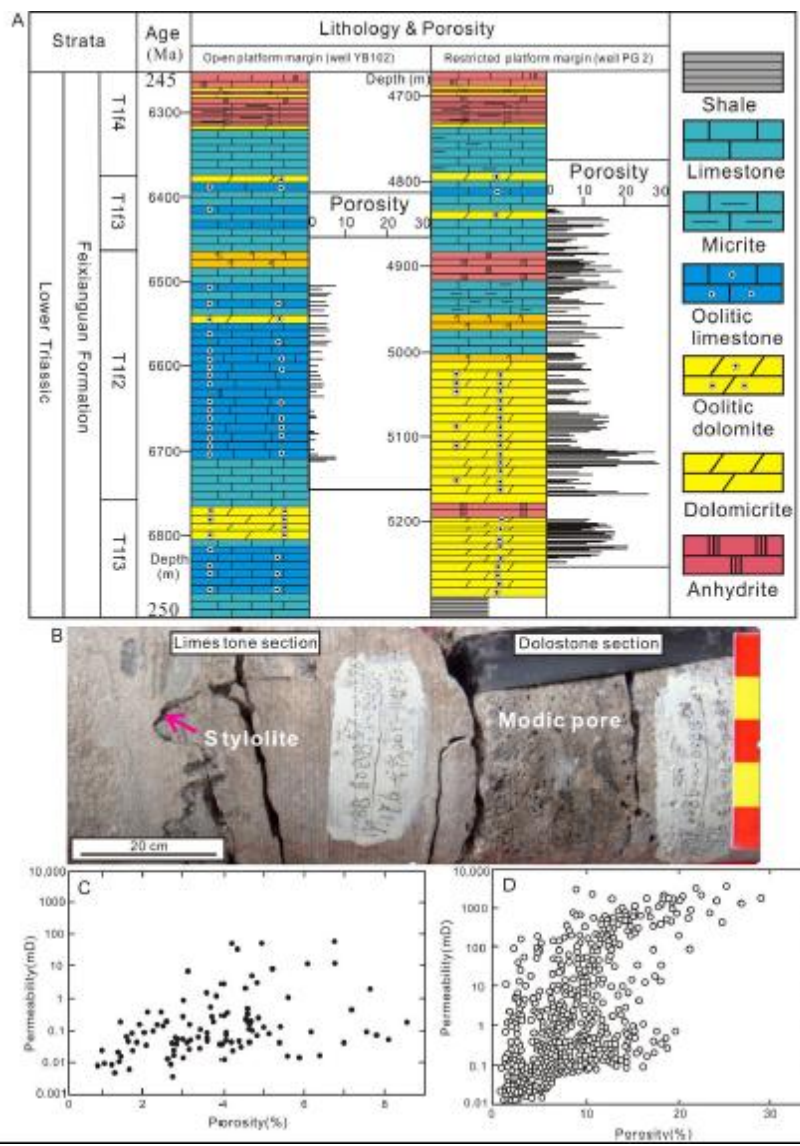 A
Strata
Age
(Ma)
Lithology & Porosity
Open platform margin (well YB102)
Restricted platform margin (well PG 2)
Lower Triassic
Feixianguan Formation
T1f4
T1f3
T1f2
T1f3
245
6300
6400
6500
6600
6700
6800
Depth
(m)
250
Porosity
0 10 20 30
Depth (m)
4700
4800
4900
5000
5100
5200
Porosity
0 10 20 30
Shale
Limestone
Micrite
Oolitic
limestone
Oolitic
dolomite
Dolomicrite
Anhydrite
B
Limestone section
Dolostone section
Stylolite
Modic pore
20 cm
C
Permeability(mD)
10,000
1000
100
10
1
0.1
0.01
0.001
0 2 4 6 8
Porosity(%)
D
Permeability(mD)
10,000
1000
100
10
1
0.1
0.01
0 10 20 30
Porosity(%)